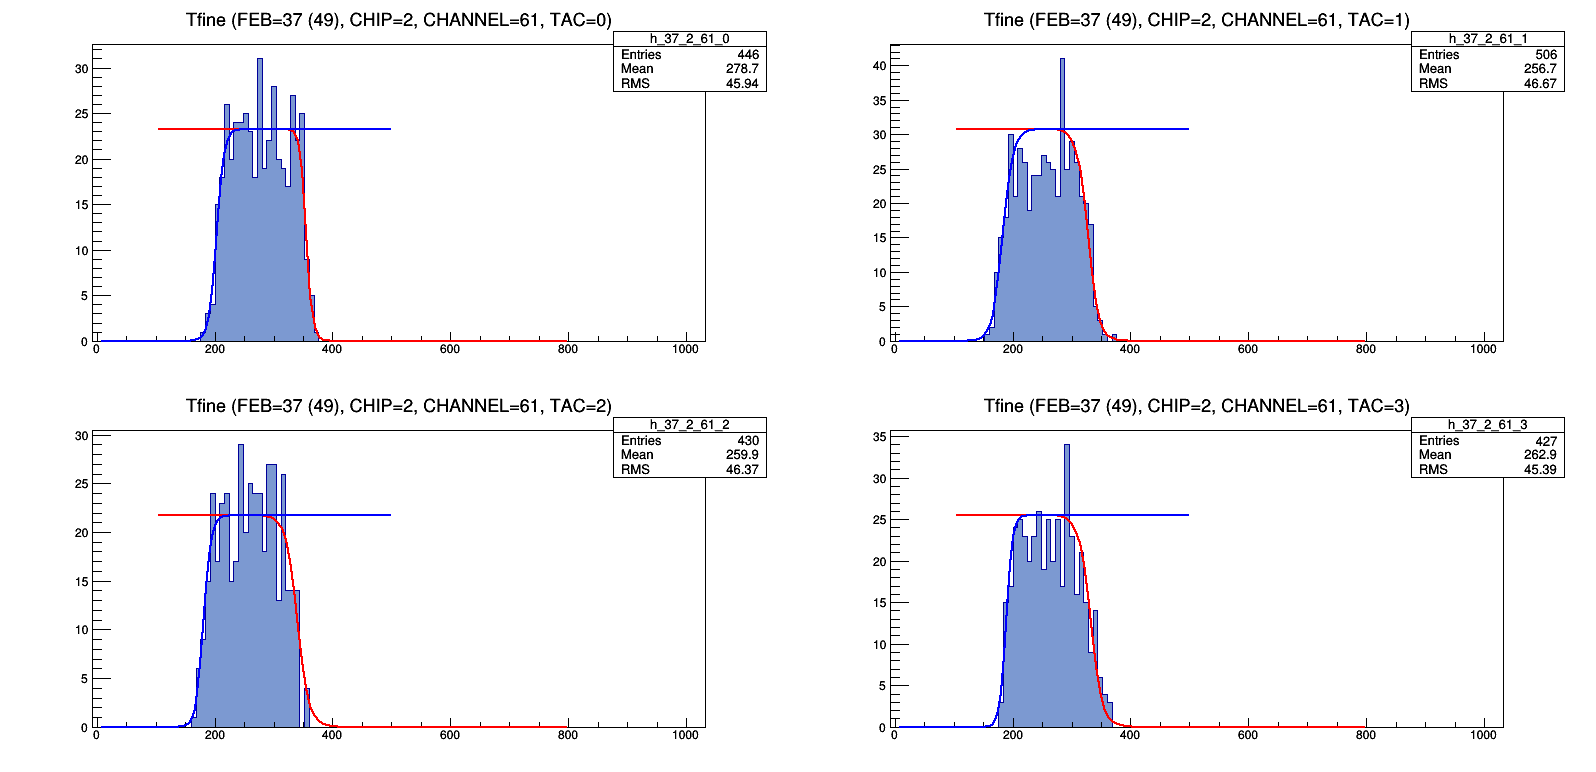 Tfine (FEB=37 (49), CHIP=2, CHANNEL=61, TAC=0)
h_37_2_61_0
Entries 446
Mean 278.7
RMS 45.94
30
25
20
15
10
5
0
0 200 400 600 800 1000
Tfine (FEB=37 (49), CHIP=2, CHANNEL=61, TAC=1)
h_37_2_61_1
Entries 506
Mean 256.7
RMS 46.67
40
35
30
25
20
15
10
5
0
0 200 400 600 800 1000
Tfine (FEB=37 (49), CHIP=2, CHANNEL=61, TAC=2)
h_37_2_61_2
Entries 430
Mean 259.9
RMS 46.37
30
25
20
15
10
5
0
0 200 400 600 800 1000
Tfine (FEB=37 (49), CHIP=2, CHANNEL=61, TAC=3)
h_37_2_61_3
Entries 427
Mean 262.9
RMS 45.39
35
30
25
20
15
10
5
0
0 200 400 600 800 1000